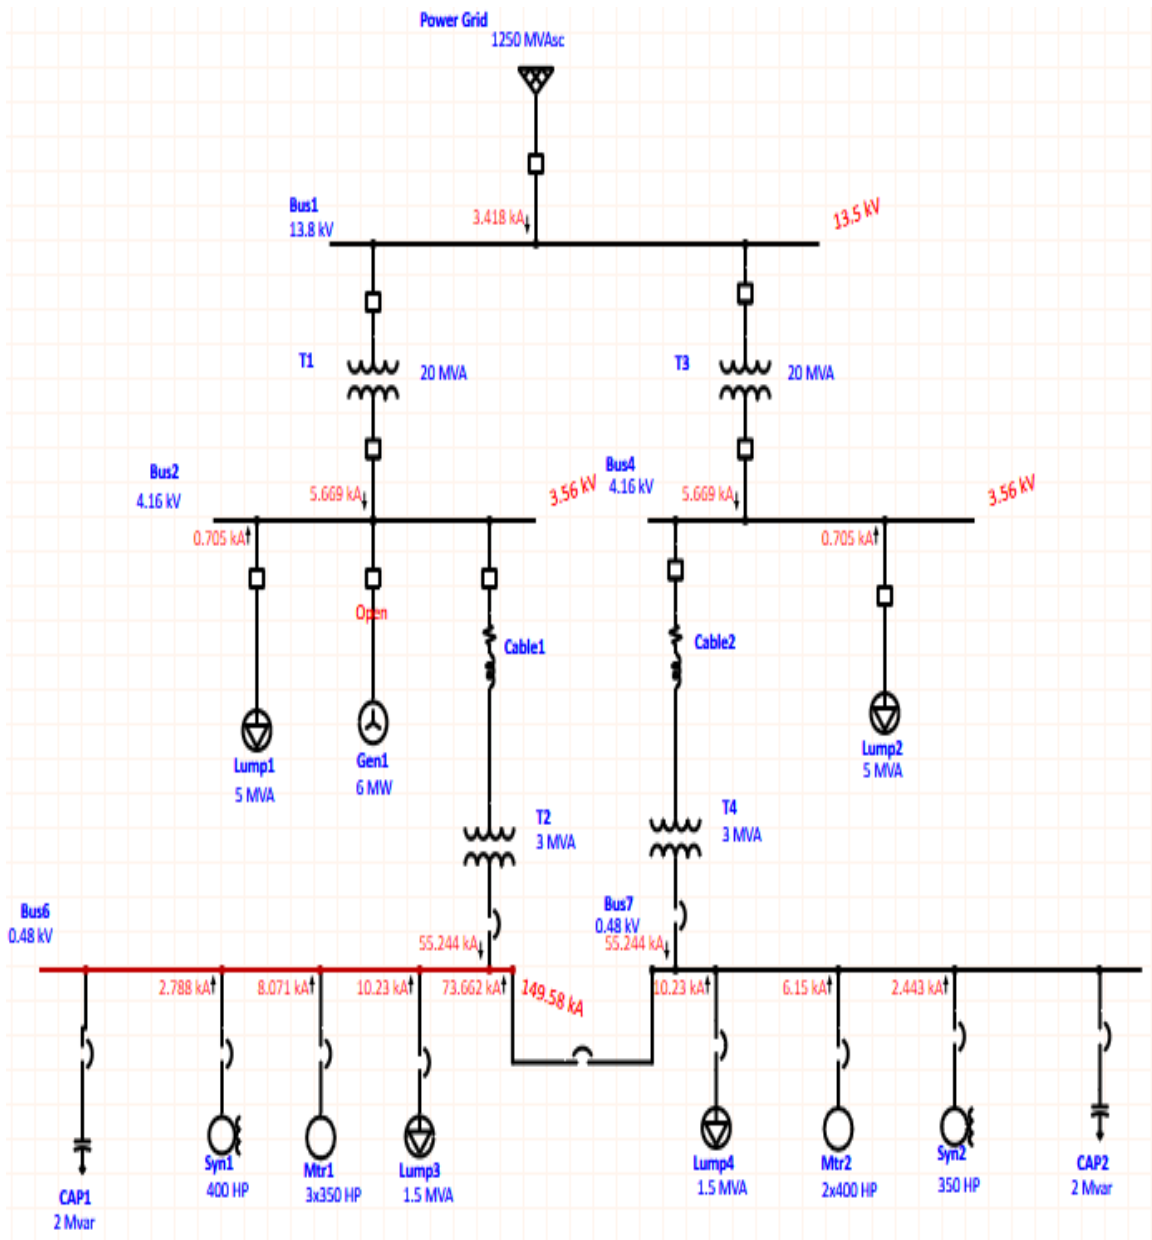 Power Grid
1250 MVAsc
Bus1
13.8 kV
3.418 kA
13.5 kV
T1
20 MVA
T3
20 MVA
Bus2
4.16 kV
5.669 kA
3.56 kV
Bus4
4.16 kV
5.669 kA
3.56 kV
0.705 kA
0.705 kA
Open
Cable1
Cable2
Lump1
5 MVA
Gen1
6 MW
Lump2
5 MVA
T2
3 MVA
T4
3 MVA
Bus6
0.48 kV
55.244 kA
Bus7
0.48 kV
55.244 kA
2.788 kA
8.071 kA
10.23 kA
73.662 kA
149.58 kA
10.23 kA
6.15 kA
2.443 kA
CAP1
2 Mvar
Syn1
400 HP
Mtr1
3x350 HP
Lump3
1.5 MVA
Lump4
1.5 MVA
Mtr2
2x400 HP
Syn2
350 HP
CAP2
2 Mvar